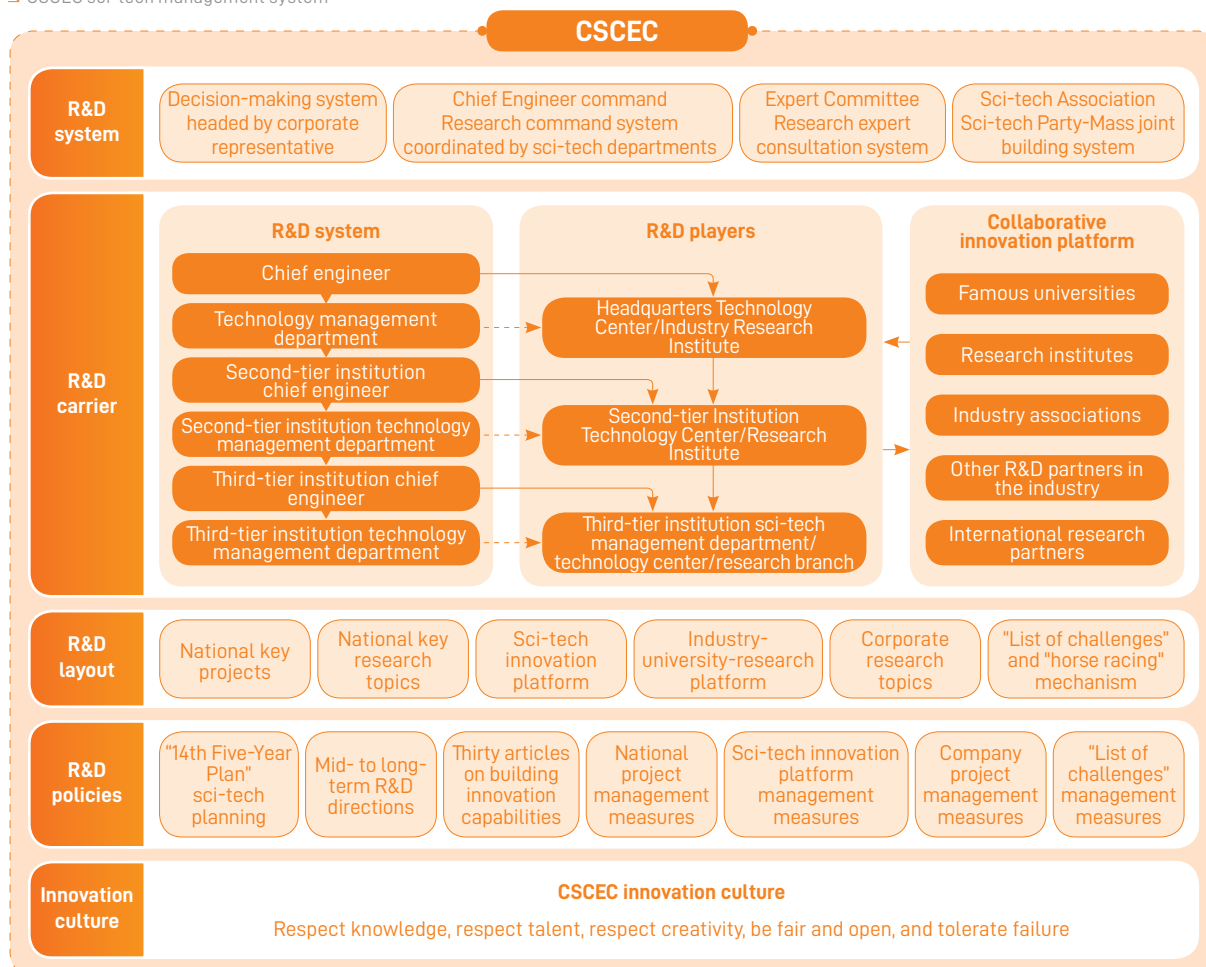 CSCEC sci-tech management system
CSCEC
R&D
system
Decision-making system
headed by corporate
representative
Chief Engineer command
Research command system
coordinated by sci-tech departments
Expert Committee
Research expert
consultation system
Sci-tech Association
Sci-tech Party-Mass joint
building system
R&D
carrier
R&D system
Chief engineer
Technology management
department
Second-tier institution
chief engineer
Second-tier institution technology
management department
Third-tier institution chief
engineer
Third-tier institution technology
management department
R&D players
Headquarters Technology
Center/Industry Research
Institute
Second-tier Institution
Technology Center/Research
Institute
Third-tier institution sci-tech
management department/
technology center/research branch
Collaborative
innovation platform
Famous universities
Research institutes
Industry associations
Other R&D partners in
the industry
International research
partners
R&D
layout
National key
projects
National key
research
topics
Sci-tech
innovation
platform
Industry-
university-research
platform
Corporate
research
topics
"List of challenges"
and "horse racing"
mechanism
R&D
policies
"14th Five-Year
Plan"
sci-tech
planning
Mid- to long-
term R&D
directions
Thirty articles
on building
innovation
capabilities
National
project
management
measures
Sci-tech innovation
platform
management
measures
Company
project
management
measures
"List of
challenges"
management
measures
Innovation
culture
CSCEC innovation culture
Respect knowledge, respect talent, respect creativity, be fair and open, and tolerate failure